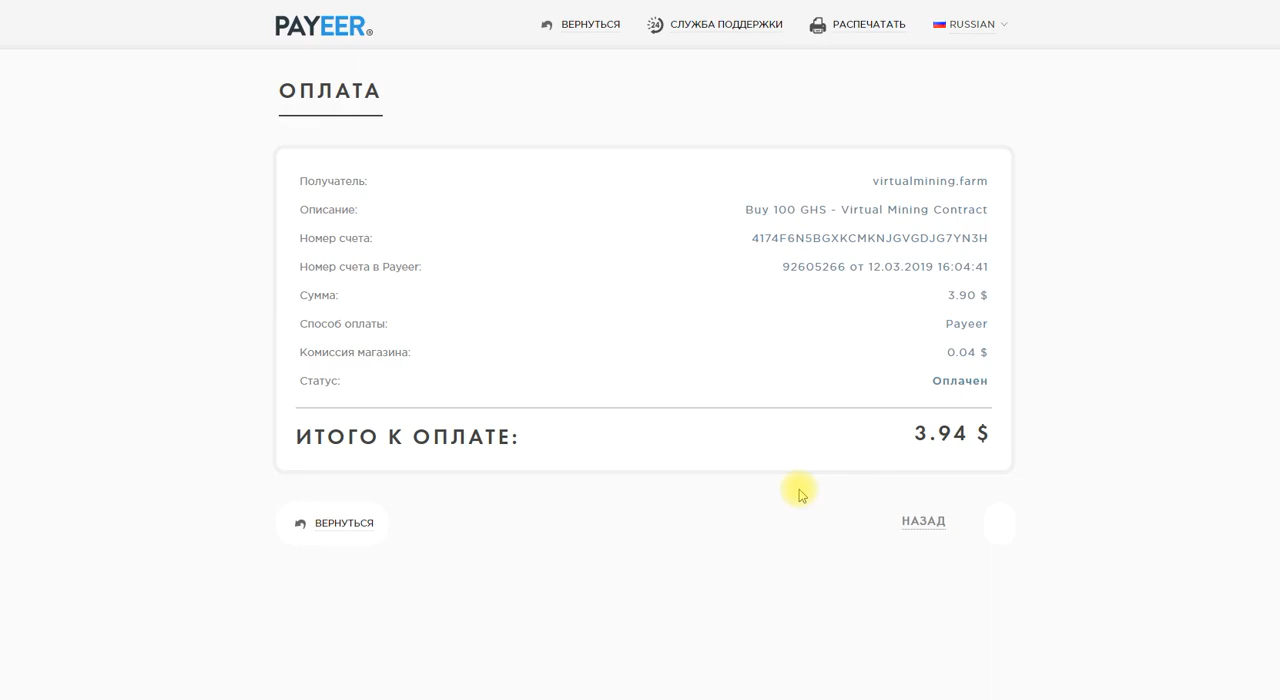 PAYEER®
ВЕРНУТЬСЯ
24 СЛУЖБА ПОДДЕРЖКИ
РАСПЕЧАТАТЬ
RUSSIAN
ОПЛАТА
Получатель: virtualmining.farm
Описание: Buy 100 GHS - Virtual Mining Contract
Номер счета: 4174F6N5BGXKCMKNJGVGDJG7YN3H
Номер счета в Payeer: 92605266 от 12.03.2019 16:04:41
Сумма: 3.90 $
Способ оплаты: Payeer
Комиссия магазина: 0.04 $
Статус: Оплачен
ИТОГО К ОПЛАТЕ: 3.94 $
ВЕРНУТЬСЯ
НАЗАД